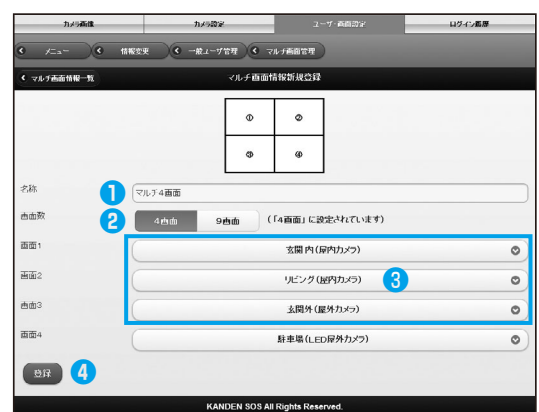 カメラ画像 カメラ設定 ユーザ・画面設定 ログイン履歴
メニュー 情報変更 一般ユーザ管理 マルチ画面管理
マルチ画面情報一覧 マルチ画面情報新規登録
① ②
③ ④
名称 1 マルチ4画面
画面数 2 4画面 9画面 (「4画面」に設定されています)
画面1 玄関内(屋内カメラ)
画面2 リビング(屋内カメラ) 3
画面3 玄関外(屋外カメラ)
画面4 駐車場(LED屋外カメラ)
登録 4
KANDEN SOS All Rights Reserved.